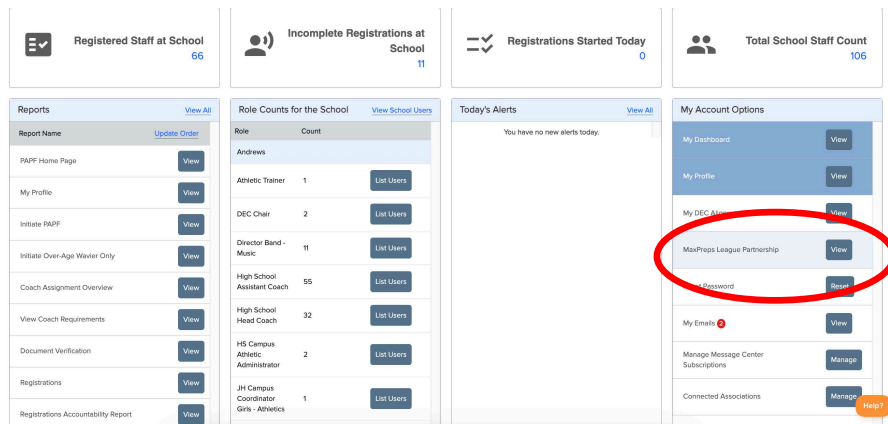 Registered Staff at School
66
Incomplete Registrations at
School
11
Registrations Started Today
0
Total School Staff Count
106
Reports View All
Report Name Update Order
PAPF Home Page View
My Profile View
Initiate PAPF View
Initiate Over-Age Wavier Only View
Coach Assignment Overview View
View Coach Requirements View
Document Verification View
Registrations View
Registrations Accountability Report View
Role Counts for the School View School Users
Role Count
Andrews
Athletic Trainer 1 List Users
DEC Chair 2 List Users
Director Band -
Music 11 List Users
High School
Assistant Coach 55 List Users
High School
Head Coach 32 List Users
HS Campus
Athletic
Administrator 2 List Users
JH Campus
Coordinator
Girls - Athletics 1 List Users
Today's Alerts View All
You have no new alerts today.
My Account Options
My Dashboard View
My Profile View
My DEC View
MaxPreps League Partnership View
Password Reset
My Emails 2 View
Manage Message Center
Subscriptions Manage
Connected Associations Manage
Help?